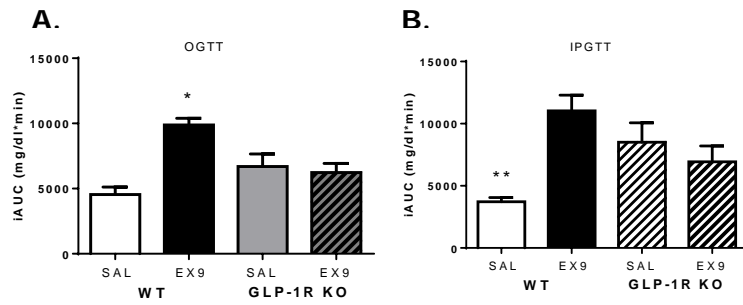 A.
OGTT
iAUC (mg/dl*min)
15000
10000
5000
0
*
SAL EX9 SAL EX9
WT GLP-1R KO
B.
IPGTT
iAUC (mg/dl*min)
15000
10000
5000
0
**
SAL EX9 SAL EX9
WT GLP-1R KO